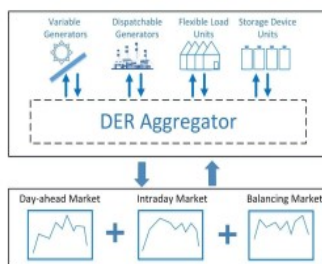 Variable Dispatchable Flexible Load Storage Device
Generators Generators Units Units
DER Aggregator
Day-ahead Market Intraday Market Balancing Market